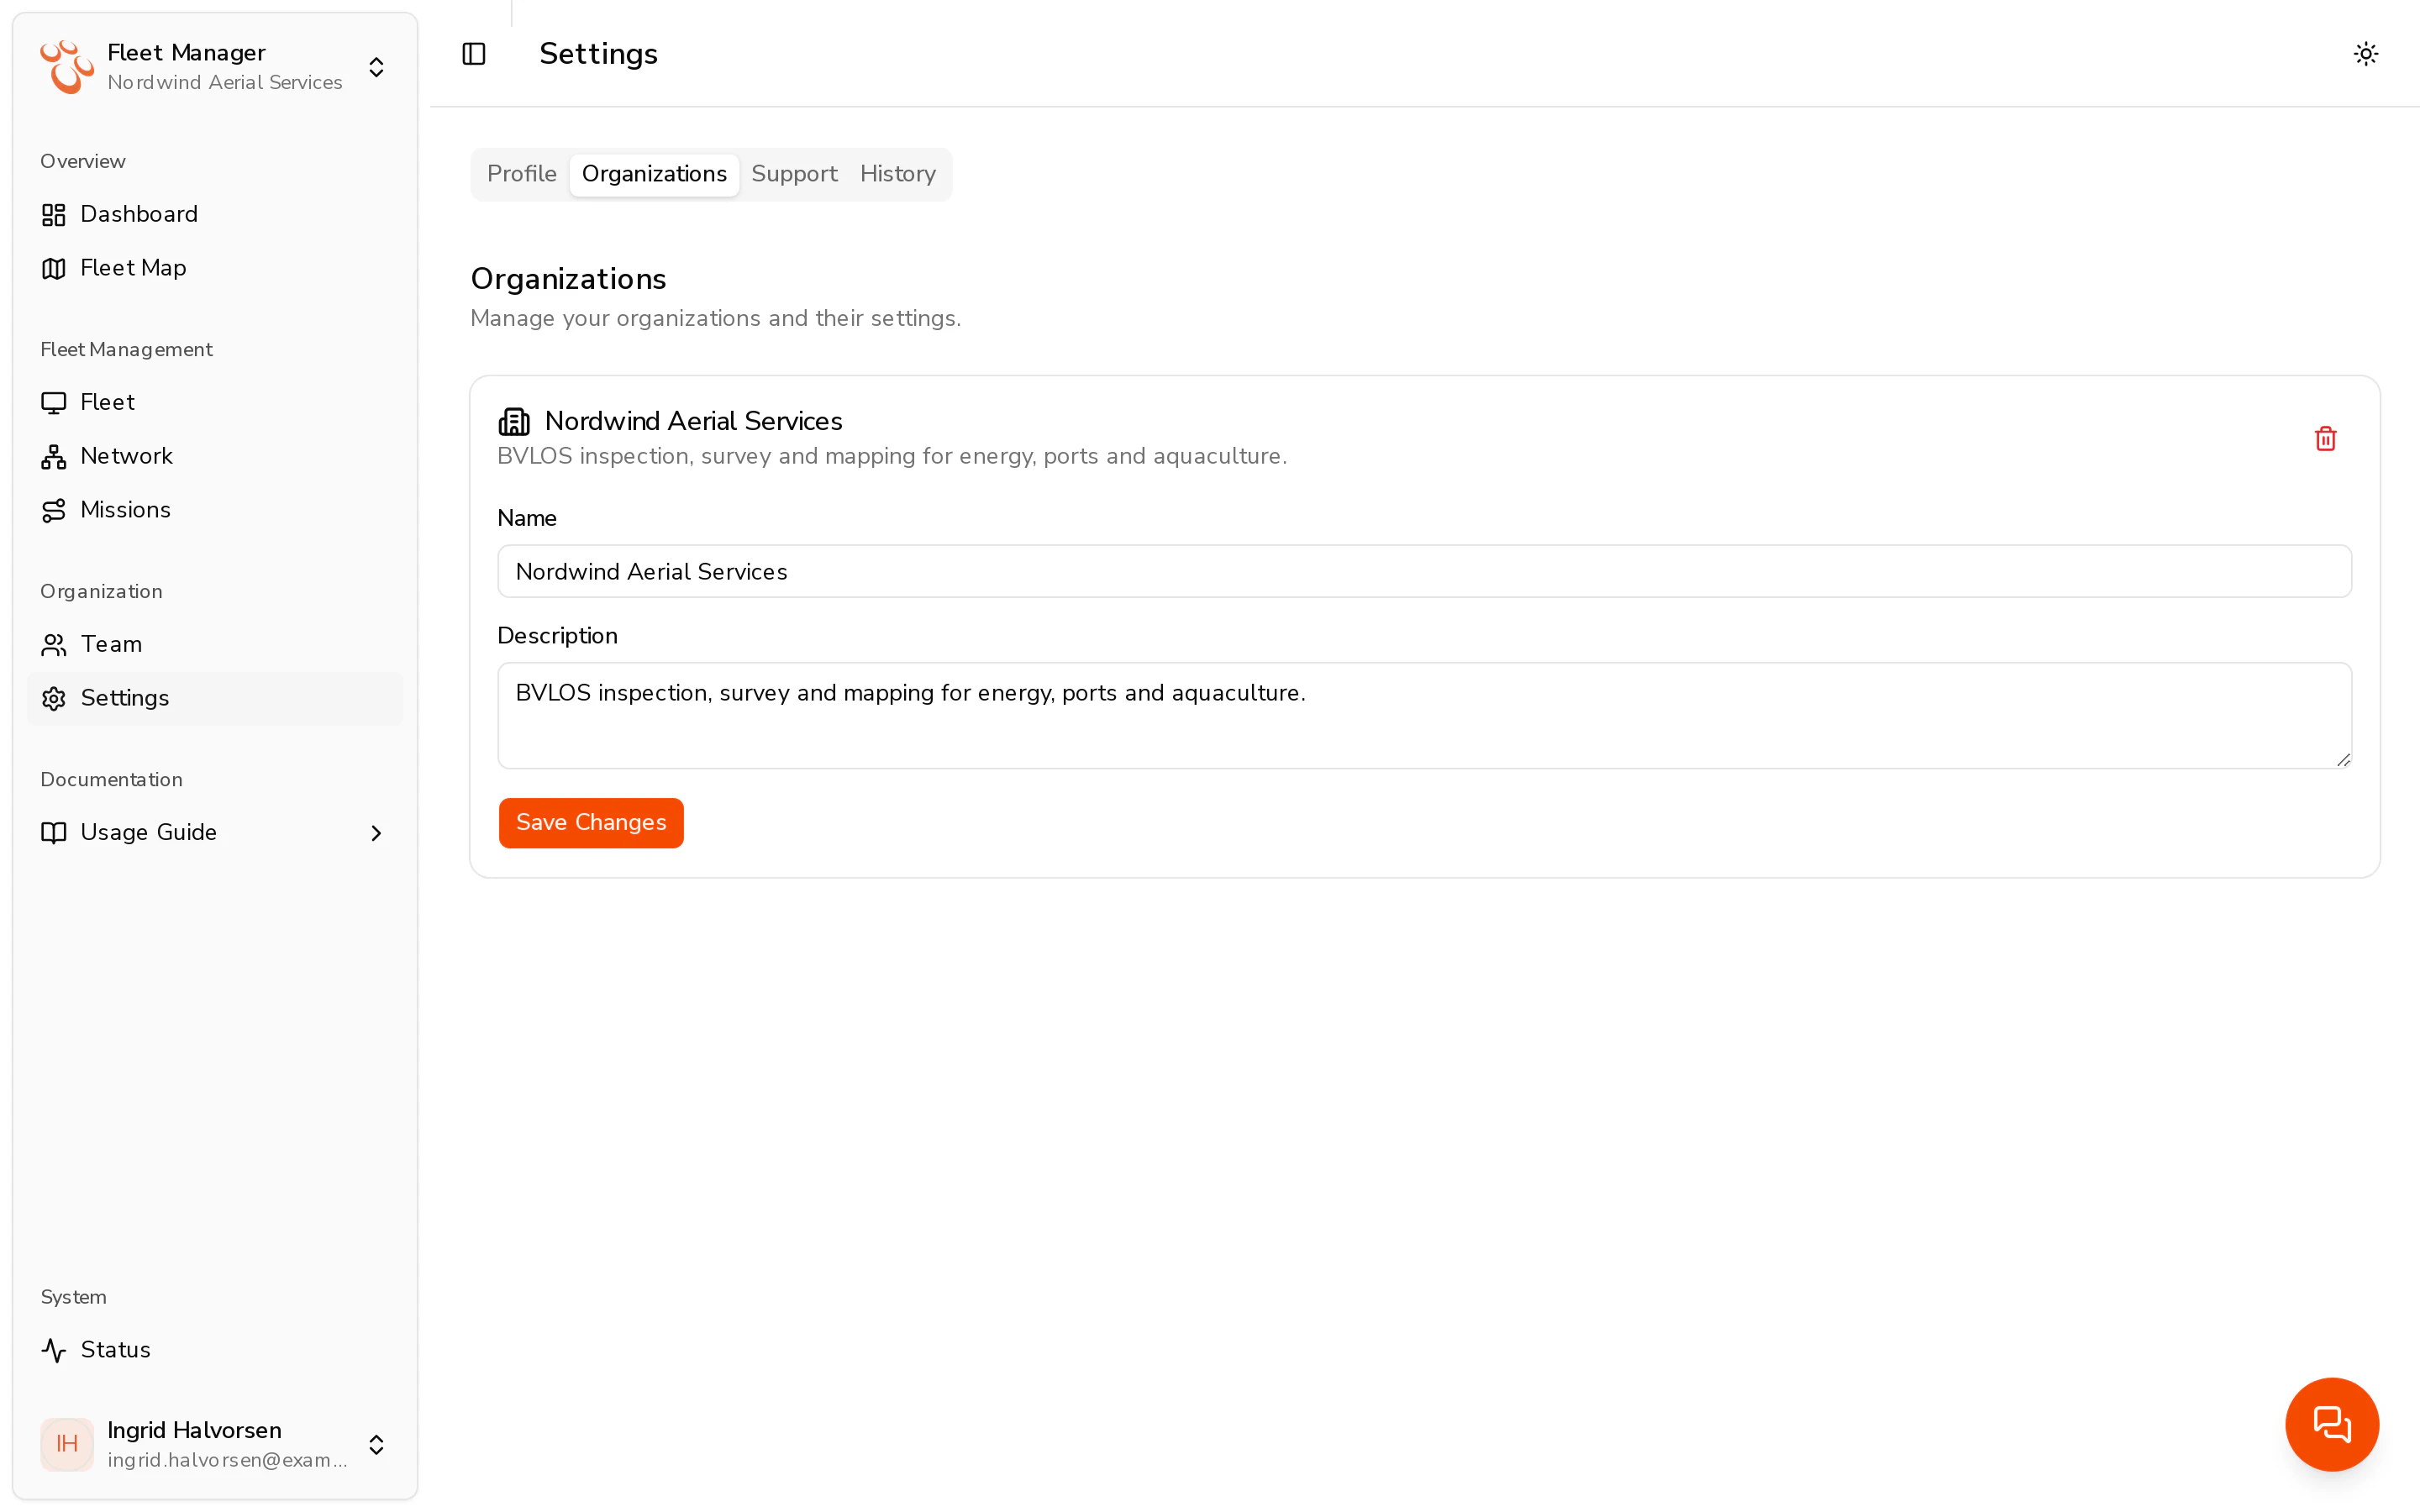 Fleet Manager
Nordwind Aerial Services
Overview
Dashboard
Fleet Map
Fleet Management
Fleet
Network
Missions
Organization
Team
Settings
Documentation
Usage Guide
System
Status
IH
Ingrid Halvorsen
ingrid.halvorsen@exam...
Settings
Profile Organizations Support History
Organizations
Manage your organizations and their settings.
Nordwind Aerial Services
BVLOS inspection, survey and mapping for energy, ports and aquaculture.
Name
Nordwind Aerial Services
Description
BVLOS inspection, survey and mapping for energy, ports and aquaculture.
Save Changes